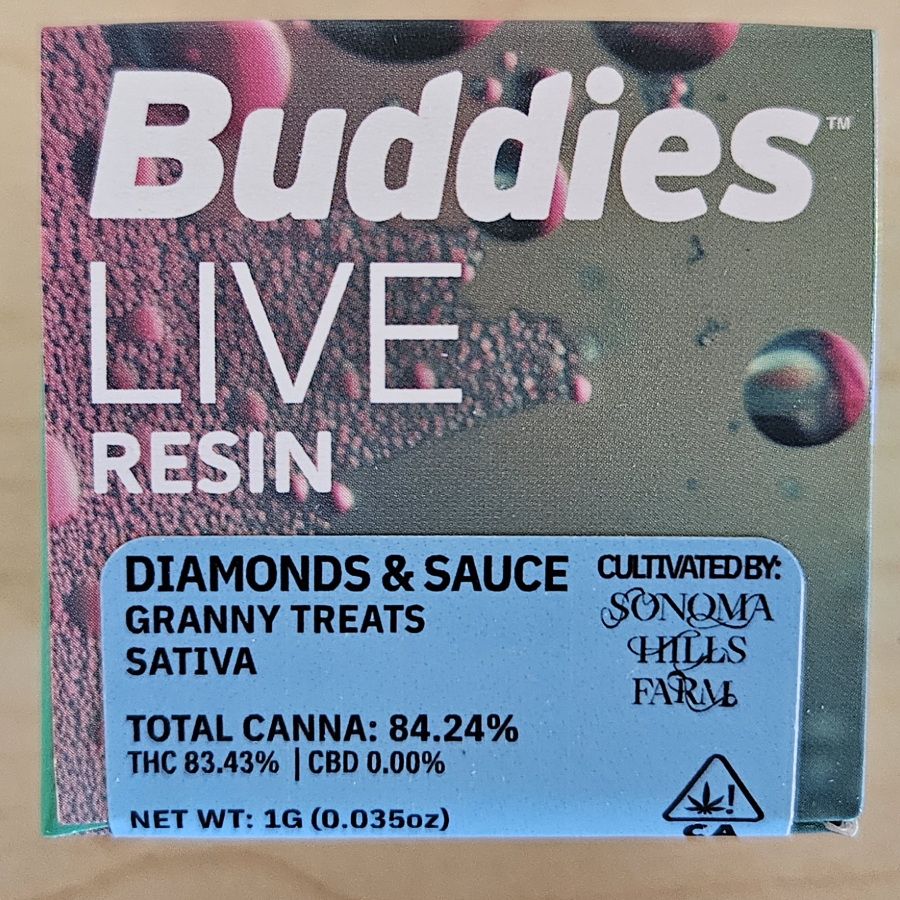 Buddies™
LIVE
RESIN
DIAMONDS & SAUCE
GRANNY TREATS
SATIVA
TOTAL CANNA: 84.24%
THC 83.43% | CBD 0.00%
NET WT: 1G (0.035oz)
CULTIVATED BY:
SONOMA
HILLS
FARM
!
CA